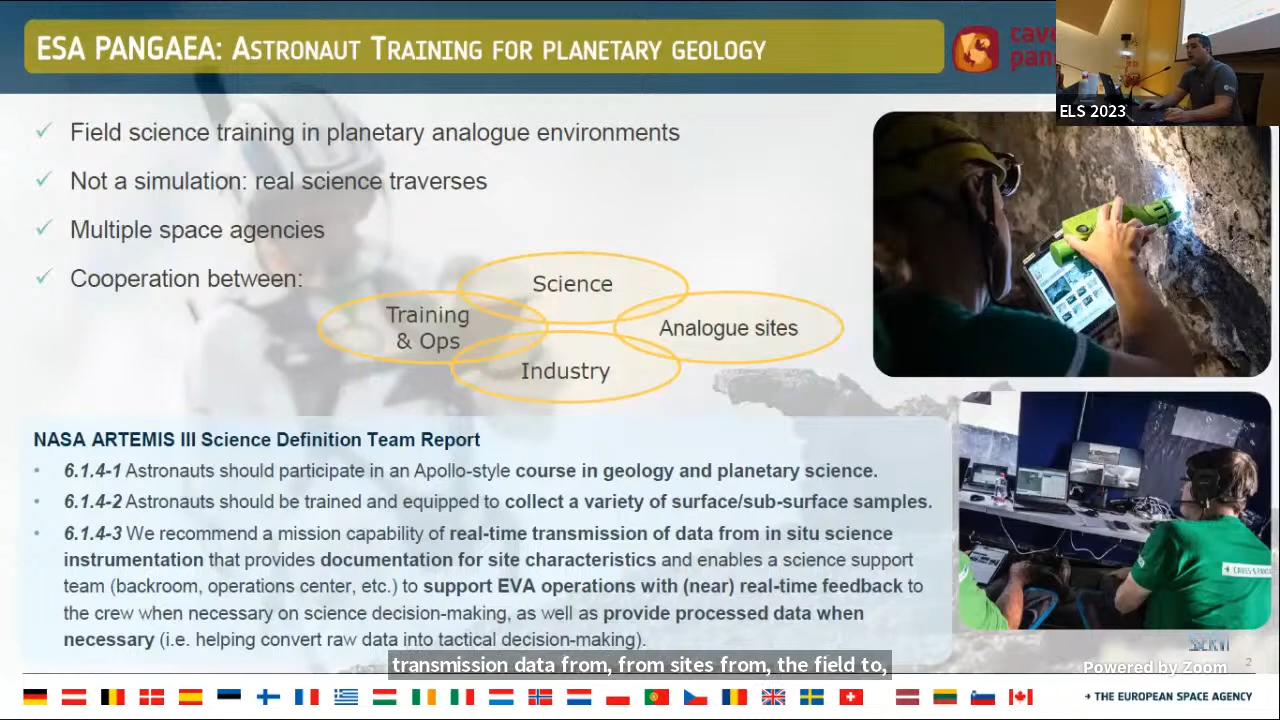 ESA PANGAEA: ASTRONAUT TRAINING FOR PLANETARY GEOLOGY
ELS 2023
✓ Field science training in planetary analogue environments
✓ Not a simulation: real science traverses
✓ Multiple space agencies
✓ Cooperation between:
Science
Training
& Ops
Analogue sites
Industry
NASA ARTEMIS III Science Definition Team Report
• 6.1.4-1 Astronauts should participate in an Apollo-style course in geology and planetary science.
• 6.1.4-2 Astronauts should be trained and equipped to collect a variety of surface/sub-surface samples.
• 6.1.4-3 We recommend a mission capability of real-time transmission of data from in situ science
instrumentation that provides documentation for site characteristics and enables a science support
team (backroom, operations center, etc.) to support EVA operations with (near) real-time feedback to
the crew when necessary on science decision-making, as well as provide processed data when
necessary (i.e. helping convert raw data into tactical decision-making).
transmission data from, from sites from, the field to,
Powered by Zoom
2
→ THE EUROPEAN SPACE AGENCY